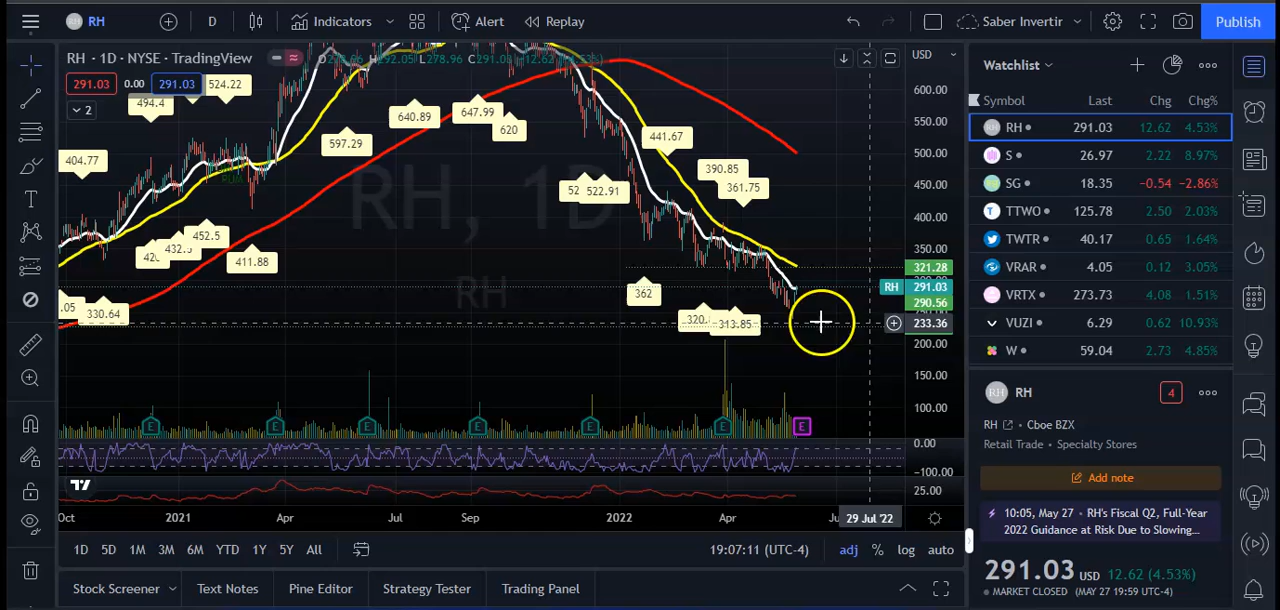 RH
D
Indicators
Alert
Replay
Saber Invertir
Publish
RH · 1D · NYSE · TradingView
291.03
0.00
291.03
2
USD
600.00
550.00
500.00
450.00
400.00
350.00
321.28
RH
291.03
290.56
233.36
200.00
150.00
100.00
0.00
-100.00
25.00
524.22
494.4
404.77
640.89
647.99
620
597.29
441.67
390.85
361.75
52
522.91
452.5
411.88
330.64
362
313.85
RH, 1D
RH
E
E
E
E
E
E
E
Oct
2021
Apr
Jul
Sep
2022
Apr
29 Jul '22
1D
5D
1M
3M
6M
YTD
1Y
5Y
All
19:07:11 (UTC-4)
adj
%
log
auto
Stock Screener
Text Notes
Pine Editor
Strategy Tester
Trading Panel
Watchlist
Symbol Last Chg Chg%
RH 291.03 12.62 4.53%
S 26.97 2.22 8.97%
SG 18.35 -0.54 -2.86%
TTWO 125.78 2.50 2.03%
TWTR 40.17 0.65 1.64%
VRAR 4.05 0.12 3.05%
VRTX 273.73 4.08 1.51%
VUZI 6.29 0.62 10.93%
W 59.04 2.73 4.85%
RH
4
RH · Cboe BZX
Retail Trade · Specialty Stores
Add note
10:05, May 27 · RH's Fiscal Q2, Full-Year
2022 Guidance at Risk Due to Slowing...
291.03 USD 12.62 (4.53%)
MARKET CLOSED (MAY 27 19:59 UTC-4)